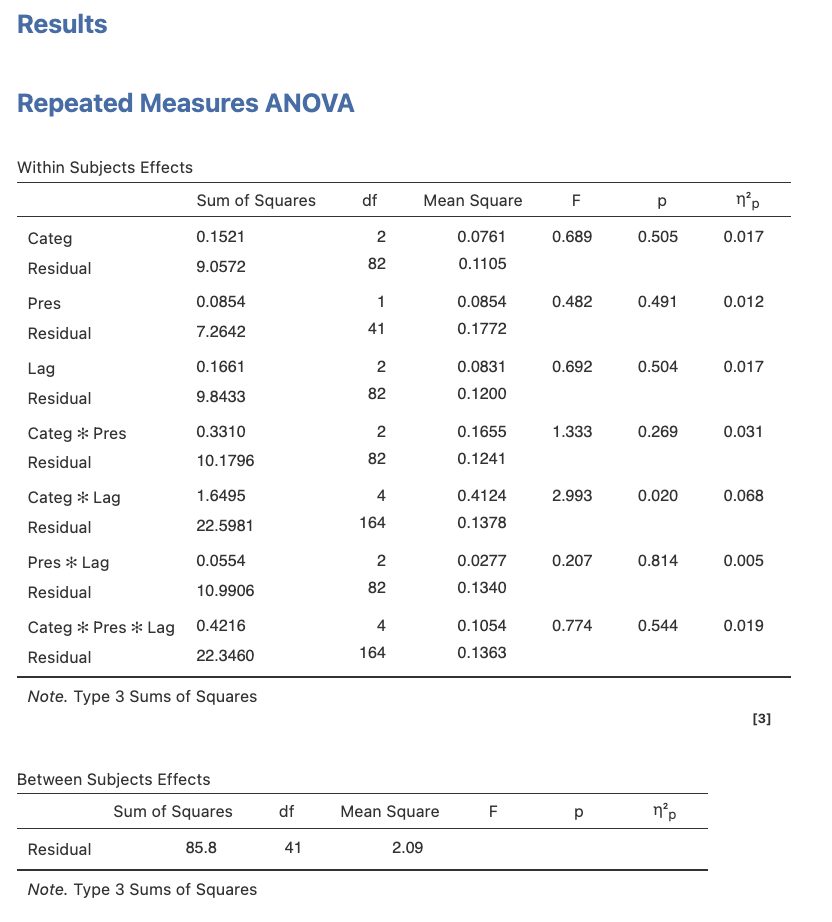 Results
Repeated Measures ANOVA
Within Subjects Effects
Sum of Squares df Mean Square F p η²p
Categ 0.1521 2 0.0761 0.689 0.505 0.017
Residual 9.0572 82 0.1105
Pres 0.0854 1 0.0854 0.482 0.491 0.012
Residual 7.2642 41 0.1772
Lag 0.1661 2 0.0831 0.692 0.504 0.017
Residual 9.8433 82 0.1200
Categ ✻ Pres 0.3310 2 0.1655 1.333 0.269 0.031
Residual 10.1796 82 0.1241
Categ ✻ Lag 1.6495 4 0.4124 2.993 0.020 0.068
Residual 22.5981 164 0.1378
Pres ✻ Lag 0.0554 2 0.0277 0.207 0.814 0.005
Residual 10.9906 82 0.1340
Categ ✻ Pres ✻ Lag 0.4216 4 0.1054 0.774 0.544 0.019
Residual 22.3460 164 0.1363
Note. Type 3 Sums of Squares
[3]
Between Subjects Effects
Sum of Squares df Mean Square F p η²p
Residual 85.8 41 2.09
Note. Type 3 Sums of Squares